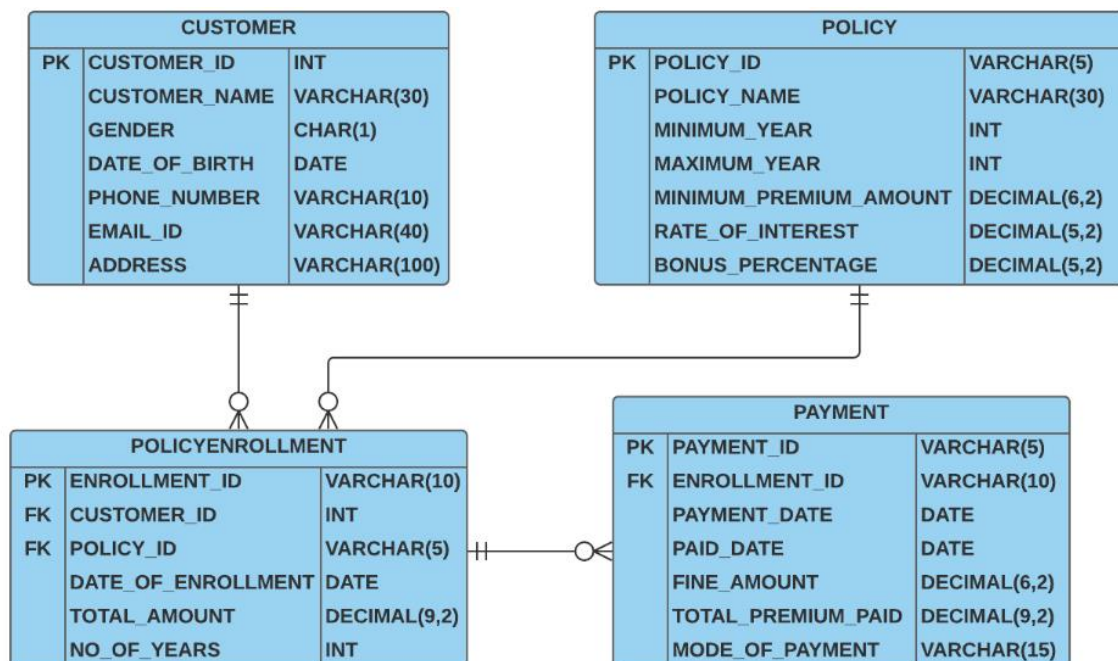 CUSTOMER
PK CUSTOMER_ID INT
CUSTOMER_NAME VARCHAR(30)
GENDER CHAR(1)
DATE_OF_BIRTH DATE
PHONE_NUMBER VARCHAR(10)
EMAIL_ID VARCHAR(40)
ADDRESS VARCHAR(100)
POLICY
PK POLICY_ID VARCHAR(5)
POLICY_NAME VARCHAR(30)
MINIMUM_YEAR INT
MAXIMUM_YEAR INT
MINIMUM_PREMIUM_AMOUNT DECIMAL(6,2)
RATE_OF_INTEREST DECIMAL(5,2)
BONUS_PERCENTAGE DECIMAL(5,2)
POLICYENROLLMENT
PK ENROLLMENT_ID VARCHAR(10)
FK CUSTOMER_ID INT
FK POLICY_ID VARCHAR(5)
DATE_OF_ENROLLMENT DATE
TOTAL_AMOUNT DECIMAL(9,2)
NO_OF_YEARS INT
PAYMENT
PK PAYMENT_ID VARCHAR(5)
FK ENROLLMENT_ID VARCHAR(10)
PAYMENT_DATE DATE
PAID_DATE DATE
FINE_AMOUNT DECIMAL(6,2)
TOTAL_PREMIUM_PAID DECIMAL(9,2)
MODE_OF_PAYMENT VARCHAR(15)